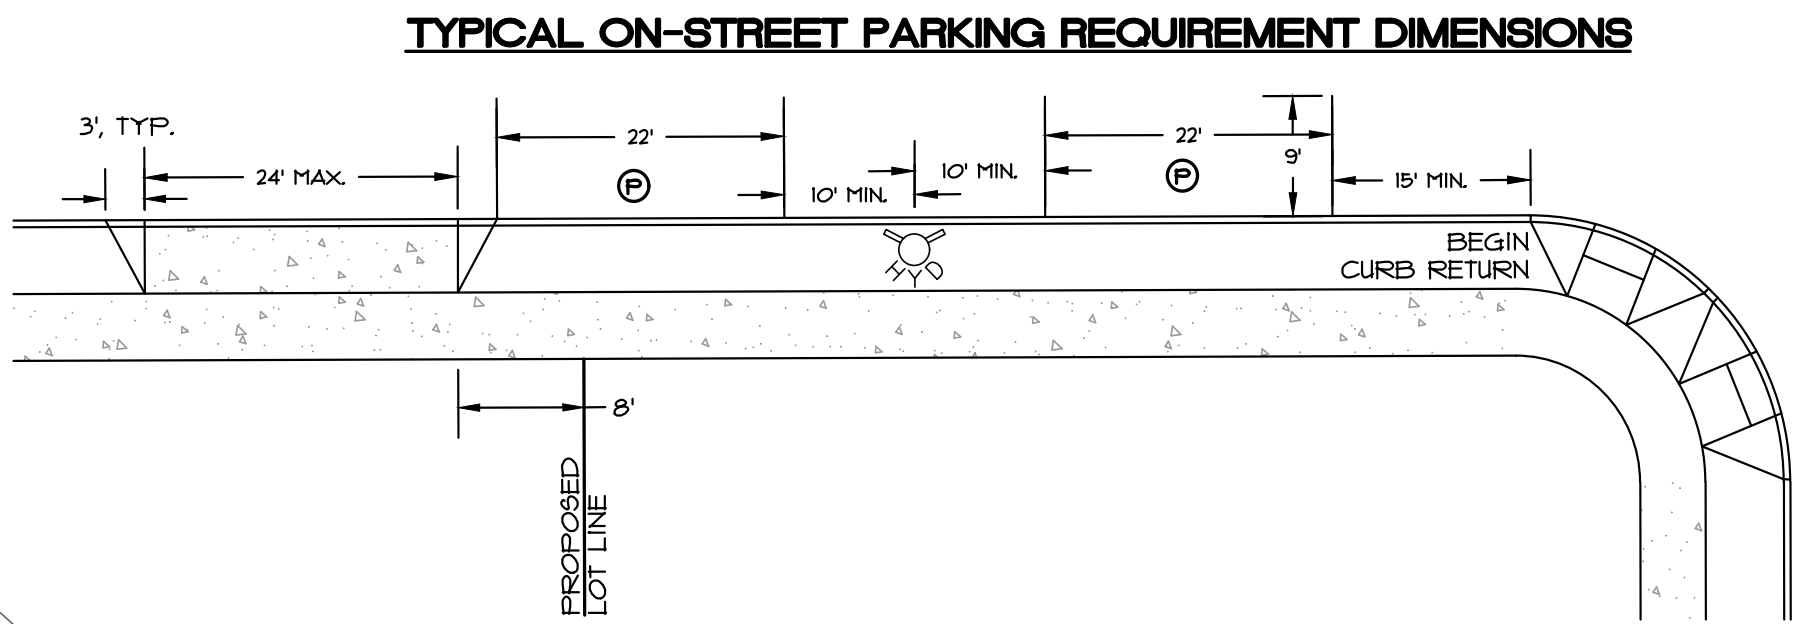 TYPICAL ON-STREET PARKING REQUIREMENT DIMENSIONS
3', TYP.
24' MAX.
22'
P
10' MIN.
10' MIN.
22'
P
9'
15' MIN.
HYD
BEGIN
CURB RETURN
8'
PROPOSED
LOT LINE